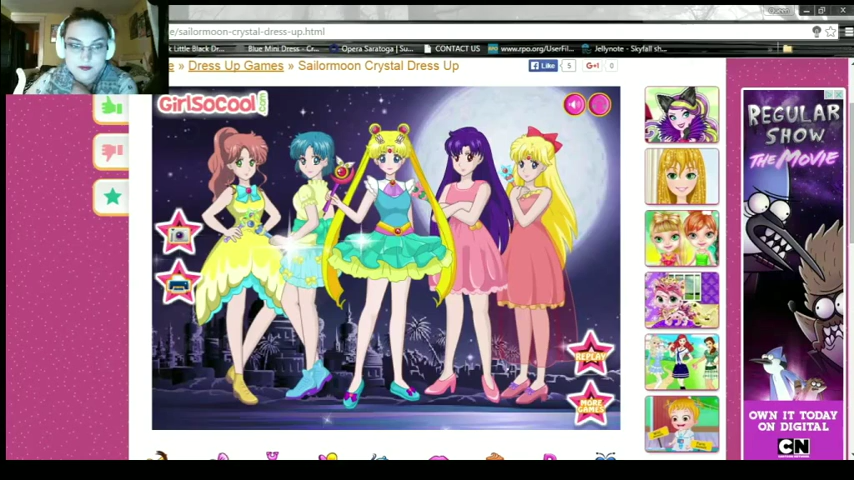 e/sailormoon-crystal-dress-up.html
k Little Black Dr...
Blue Mini Dress - Cr...
Opera Saratoga | Su...
CONTACT US
www.rpo.org/UserFil...
Jellynote - Skyfall sh...
e » Dress Up Games » Sailormoon Crystal Dress Up
Like 5
G+1 0
GirlSoCool.com
REGULAR
SHOW
THE MOVIE
REPLAY
MORE
GAMES
OWN IT TODAY
ON DIGITAL
CN